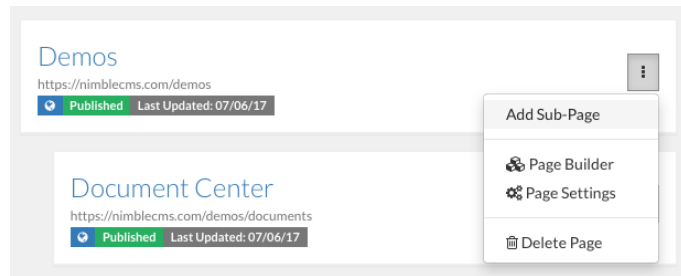 Demos
https://nimblecms.com/demos
Published Last Updated: 07/06/17
Add Sub-Page
Page Builder
Page Settings
Delete Page
Document Center
https://nimblecms.com/demos/documents
Published Last Updated: 07/06/17